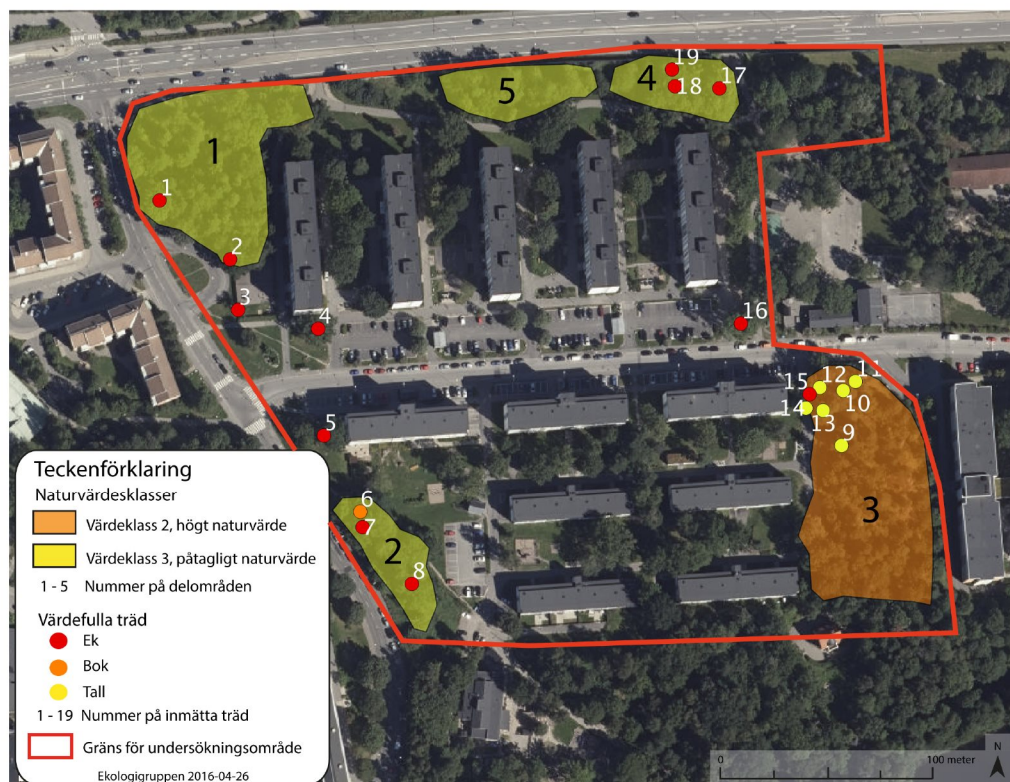 19
4
17
18
5
1
1
2
3
4
16
15
12
11
10
14
13
9
5
3
6
7
2
8
Teckenförklaring
Naturvärdesklasser
Värdeklass 2, högt naturvärde
Värdeklass 3, påtagligt naturvärde
1 - 5 Nummer på delområden
Värdefulla träd
Ek
Bok
Tall
1 - 19 Nummer på inmätta träd
Gräns för undersökningsområde
Ekologigruppen 2016-04-26
N
0 100 meter